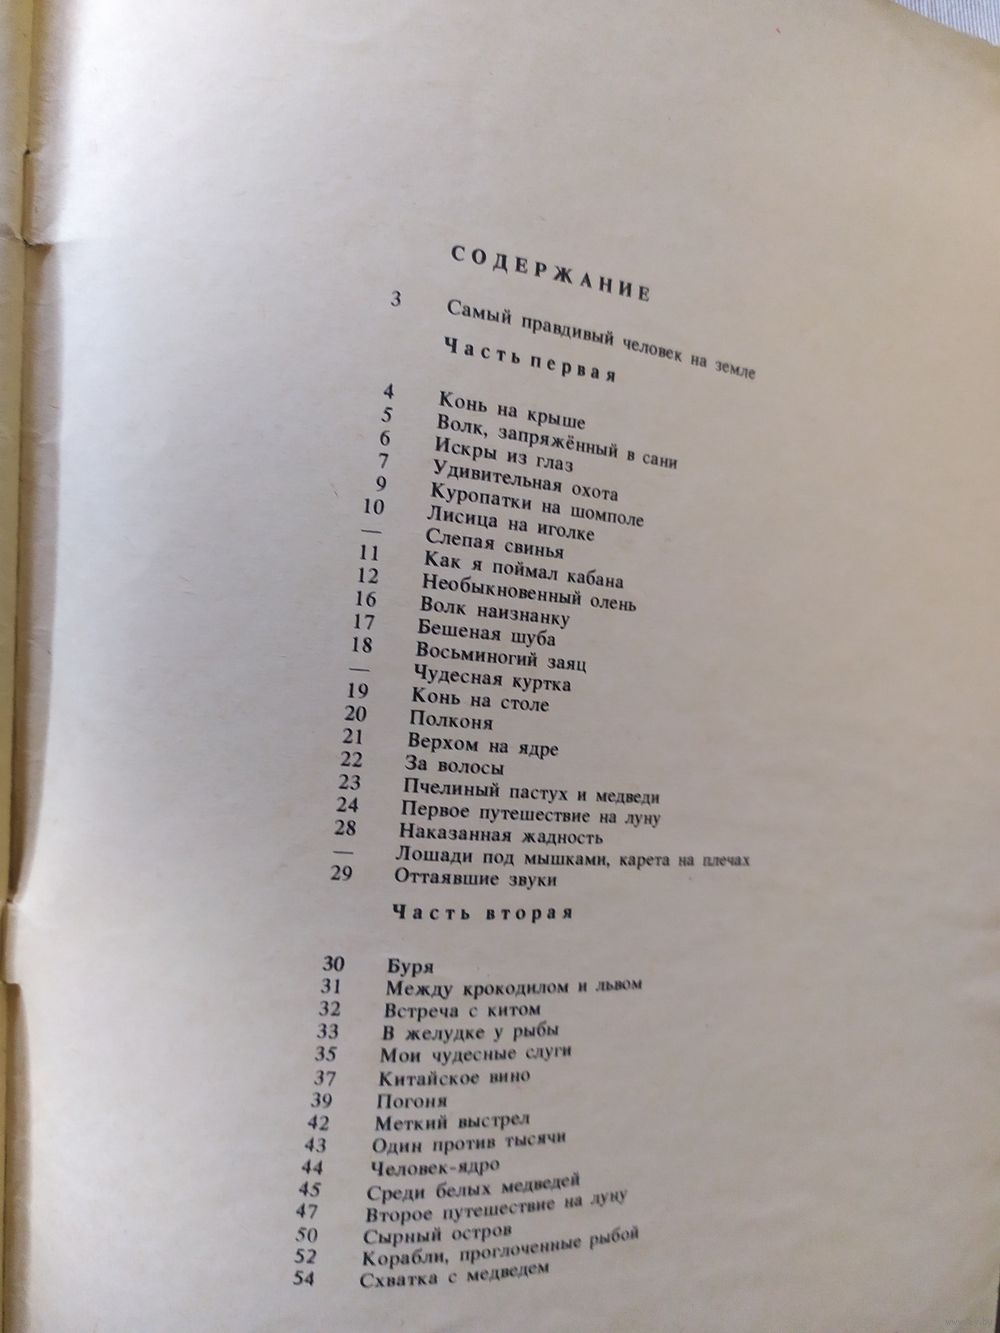 СОДЕРЖАНИЕ
3 Самый правдивый человек на земле
Часть первая
4 Конь на крыше
5 Волк, запряжённый в сани
6 Искры из глаз
7 Удивительная охота
9 Куропатки на шомполе
10 Лисица на иголке
— Слепая свинья
11 Как я поймал кабана
12 Необыкновенный олень
16 Волк наизнанку
17 Бешеная шуба
18 Восьминогий заяц
— Чудесная куртка
19 Конь на столе
20 Полконя
21 Верхом на ядре
22 За волосы
23 Пчелиный пастух и медведи
24 Первое путешествие на луну
28 Наказанная жадность
— Лошади под мышками, карета на плечах
29 Оттаявшие звуки
Часть вторая
30 Буря
31 Между крокодилом и львом
32 Встреча с китом
33 В желудке у рыбы
35 Мои чудесные слуги
37 Китайское вино
39 Погоня
42 Меткий выстрел
43 Один против тысячи
44 Человек-ядро
45 Среди белых медведей
47 Второе путешествие на луну
50 Сырный остров
52 Корабли, проглоченные рыбой
54 Схватка с медведем